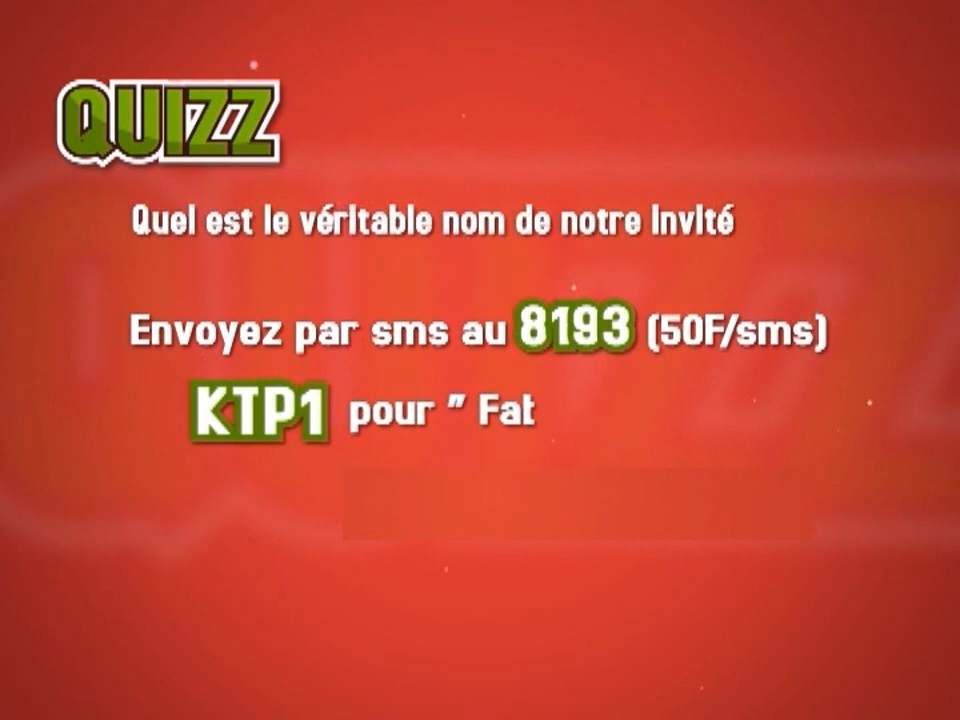 QUIZZ
Quel est le véritable nom de notre invité
Envoyez par sms au 8193 (50F/sms)
KTP1 pour " Fat